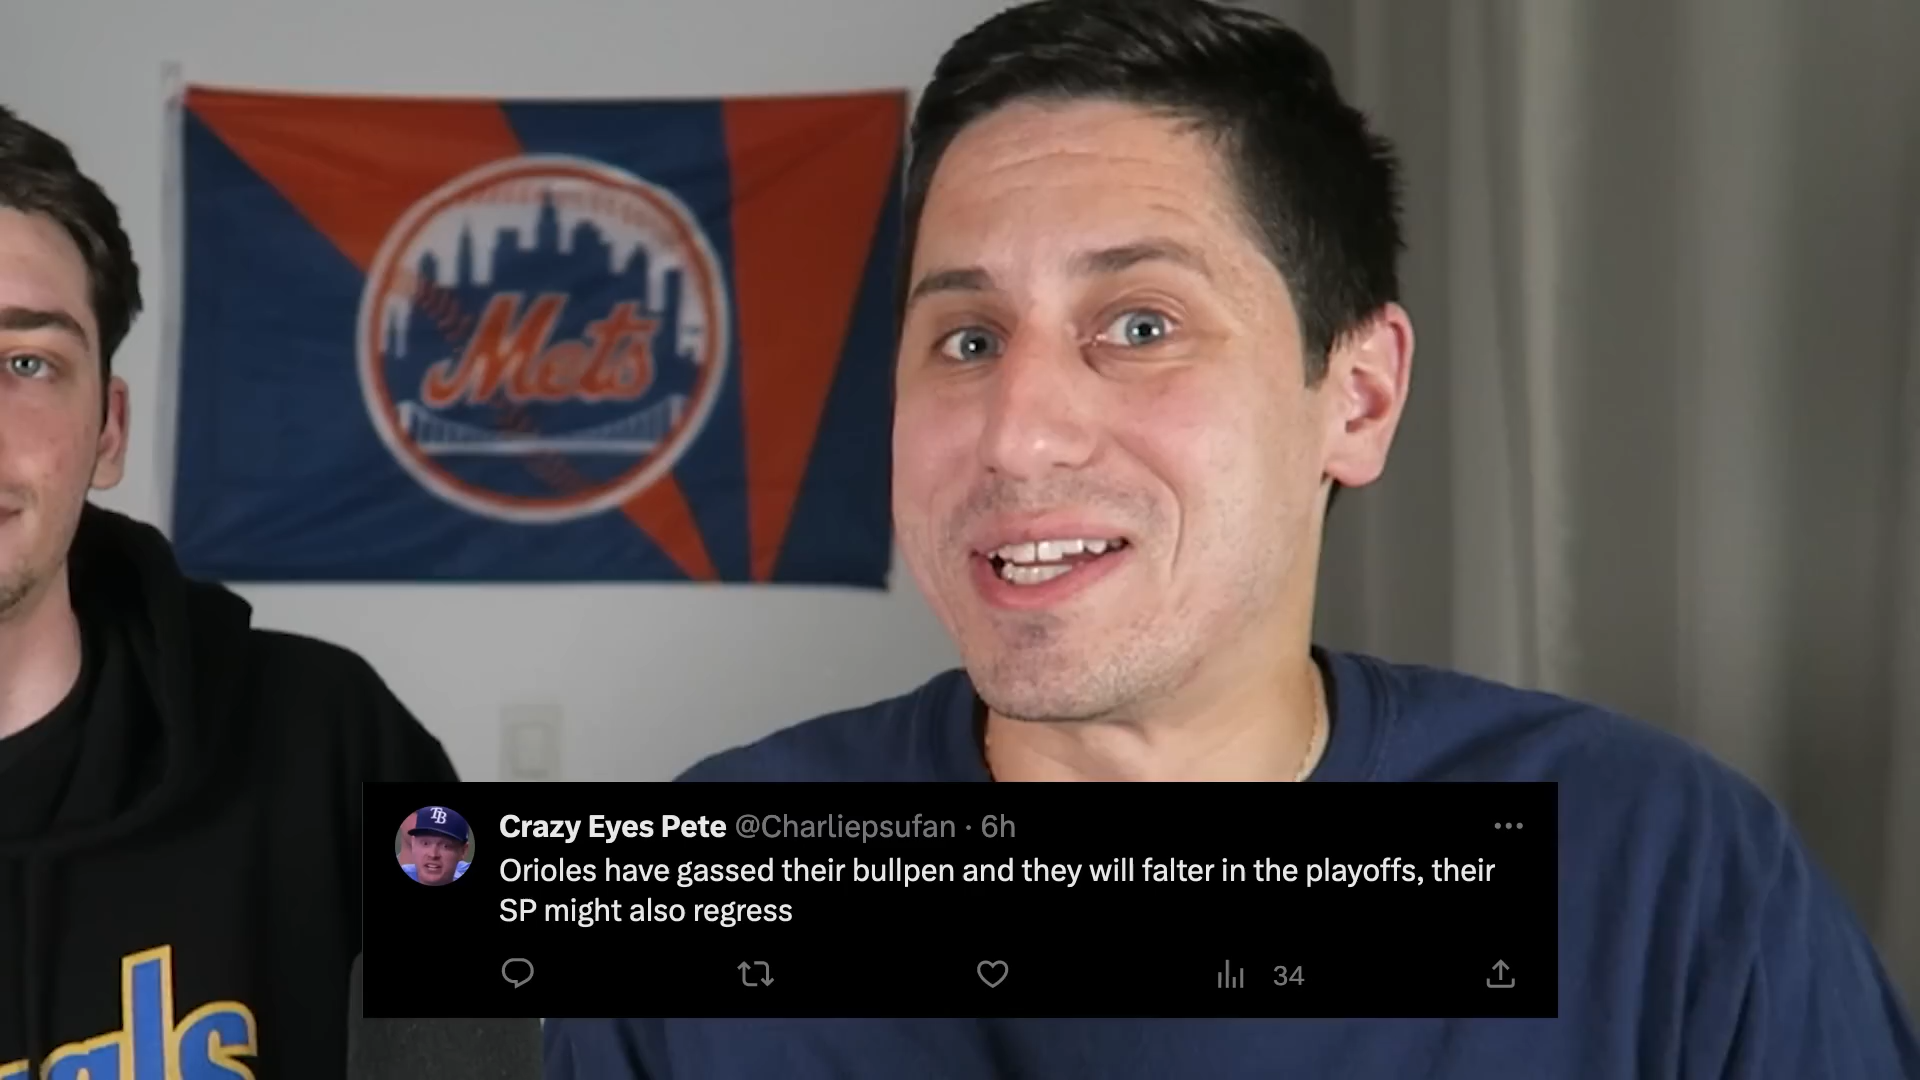 Mets
Crazy Eyes Pete @Charliepsufan · 6h
TB
Orioles have gassed their bullpen and they will falter in the playoffs, their
SP might also regress
34